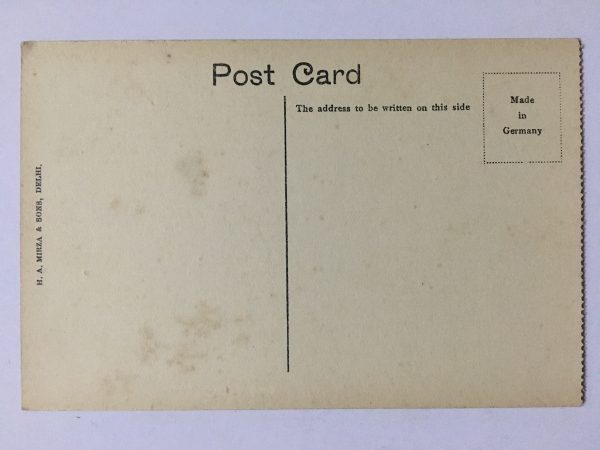 Post Card
The address to be written on this side
Made
in
Germany
H. A. MIRZA & SONS, DELHI.